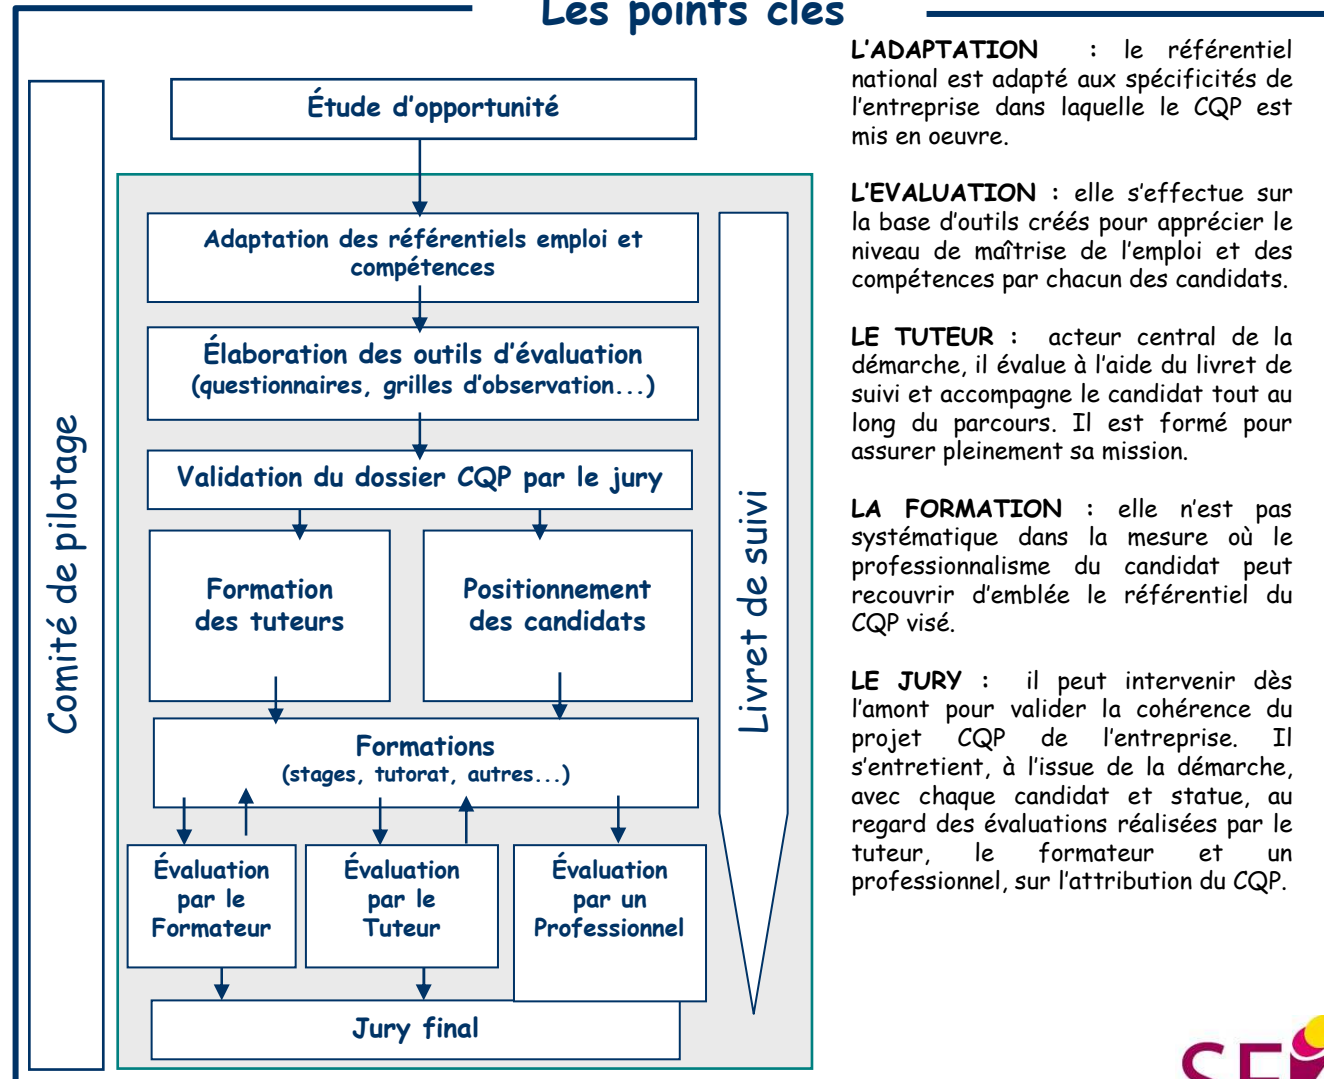 Les points clés
Comité de pilotage
Étude d'opportunité
Adaptation des référentiels emploi et
compétences
Élaboration des outils d'évaluation
(questionnaires, grilles d'observation...)
Validation du dossier CQP par le jury
Formation
des tuteurs
Positionnement
des candidats
Formations
(stages, tutorat, autres...)
Évaluation
par le
Formateur
Évaluation
par le
Tuteur
Évaluation
par un
Professionnel
Jury final
Livret de suivi
L'ADAPTATION : le référentiel
national est adapté aux spécificités de
l'entreprise dans laquelle le CQP est
mis en oeuvre.
L'EVALUATION : elle s'effectue sur
la base d'outils créés pour apprécier le
niveau de maîtrise de l'emploi et des
compétences par chacun des candidats.
LE TUTEUR : acteur central de la
démarche, il évalue à l'aide du livret de
suivi et accompagne le candidat tout au
long du parcours. Il est formé pour
assurer pleinement sa mission.
LA FORMATION : elle n'est pas
systématique dans la mesure où le
professionnalisme du candidat peut
recouvrir d'emblée le référentiel du
CQP visé.
LE JURY : il peut intervenir dès
l'amont pour valider la cohérence du
projet CQP de l'entreprise. Il
s'entretient, à l'issue de la démarche,
avec chaque candidat et statue, au
regard des évaluations réalisées par le
tuteur, le formateur et un
professionnel, sur l'attribution du CQP.